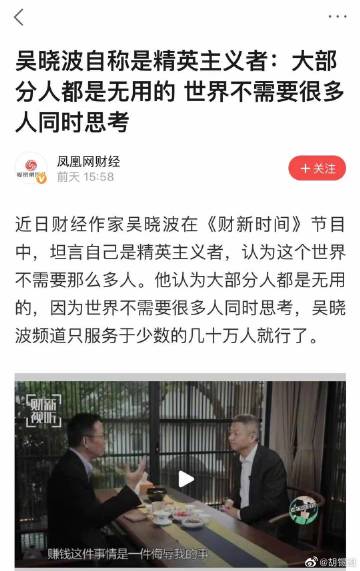 吴晓波自称是精英主义者：大部
分人都是无用的 世界不需要很多
人同时思考
凤凰网财经
前天 15:58
+关注
近日财经作家吴晓波在《财新时间》节目
中，坦言自己是精英主义者，认为这个世界
不需要那么多人。他认为大部分人都是无用
的，因为世界不需要很多人同时思考，吴晓
波频道只服务于少数的几十万人就行了。
财新
视听
赚钱这件事情是一件侮辱我的事